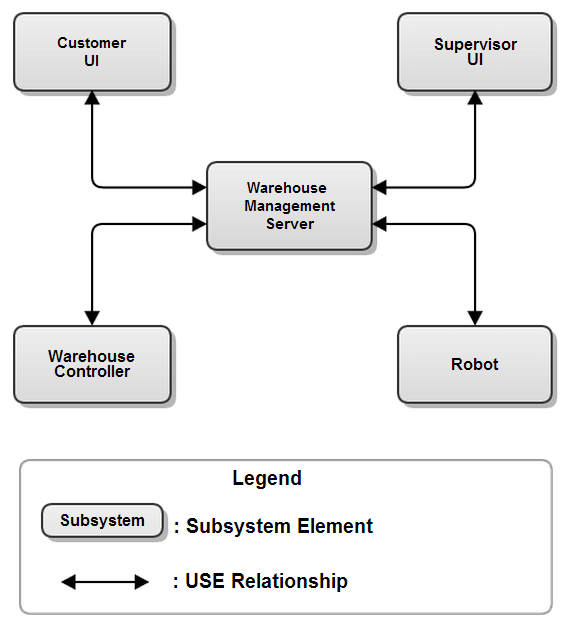 Customer
UI
Supervisor
UI
Warehouse
Management
Server
Warehouse
Controller
Robot
Legend
Subsystem
: Subsystem Element
: USE Relationship